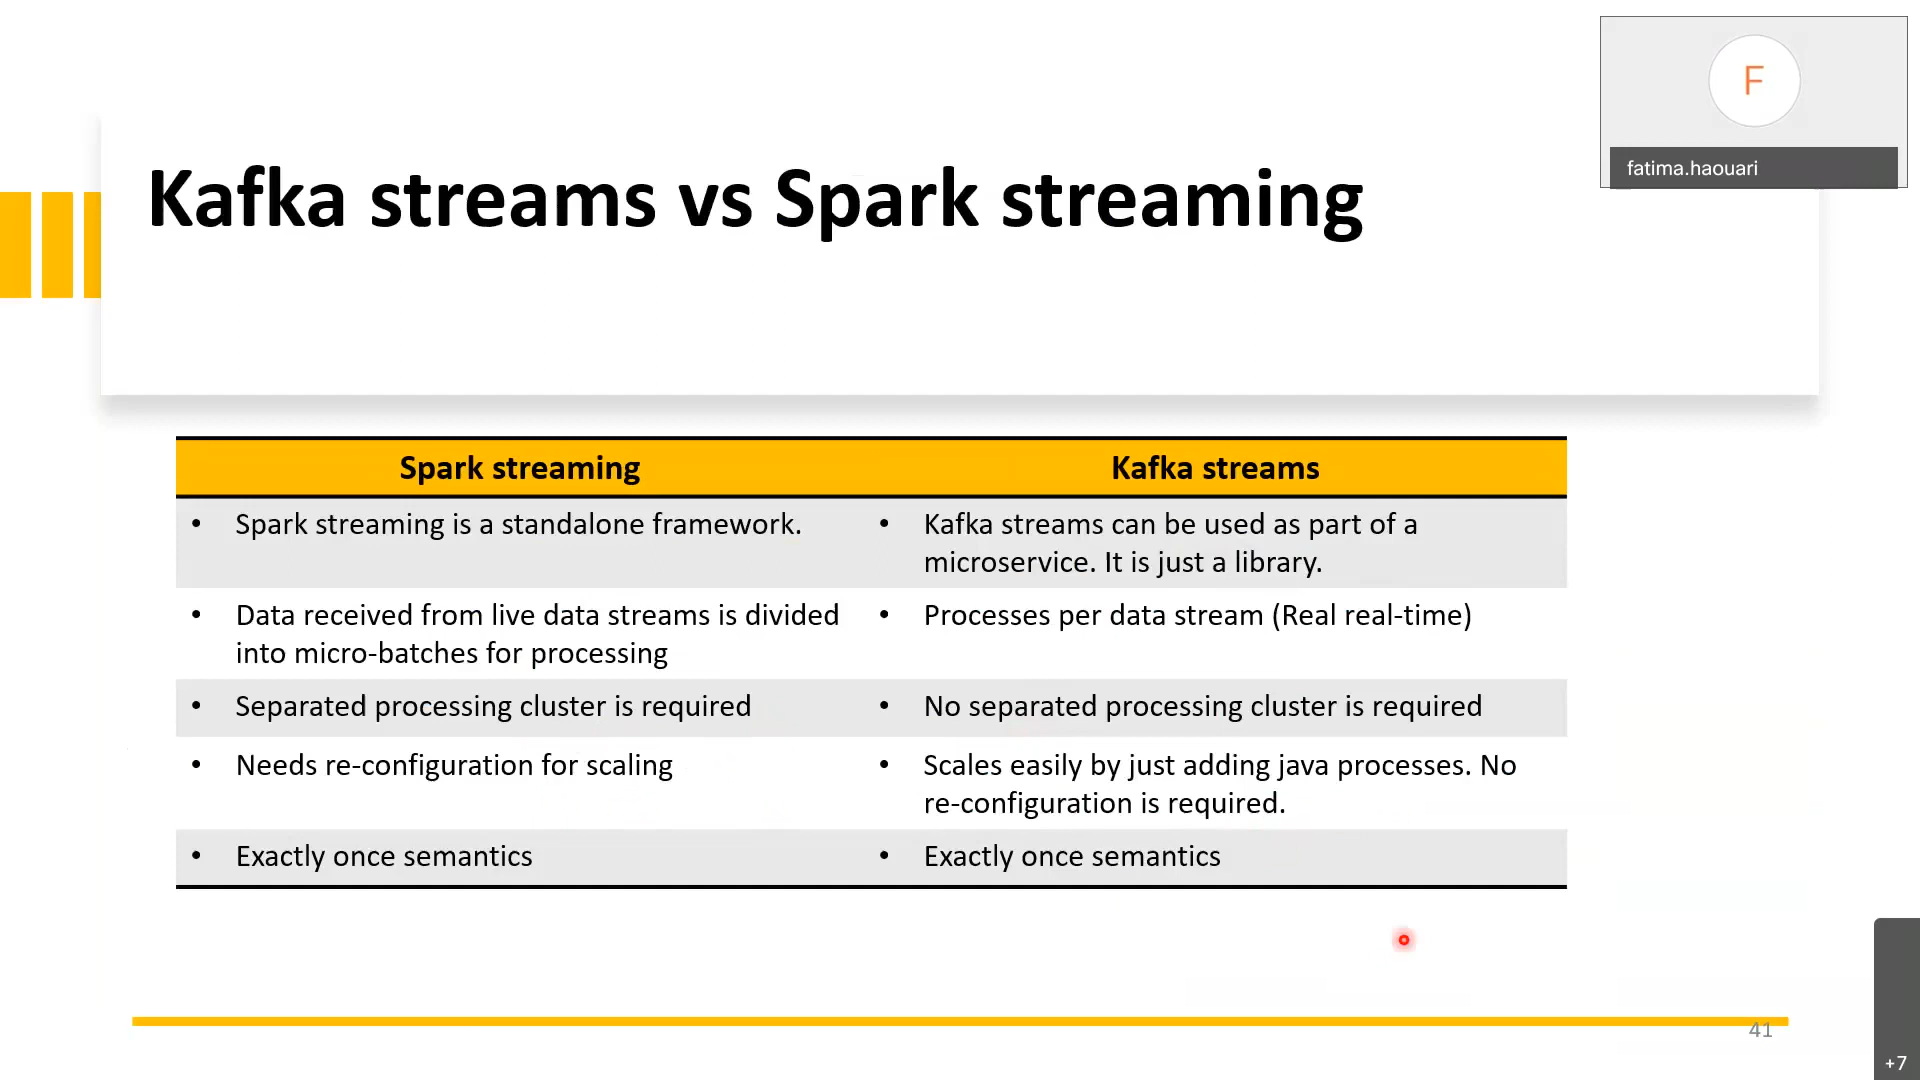 F
fatima.haouari
Kafka streams vs Spark streaming
Spark streaming
Kafka streams
• Spark streaming is a standalone framework.
• Kafka streams can be used as part of a
microservice. It is just a library.
• Data received from live data streams is divided
into micro-batches for processing
• Processes per data stream (Real real-time)
• Separated processing cluster is required
• No separated processing cluster is required
• Needs re-configuration for scaling
• Scales easily by just adding java processes. No
re-configuration is required.
• Exactly once semantics
• Exactly once semantics
41
+7